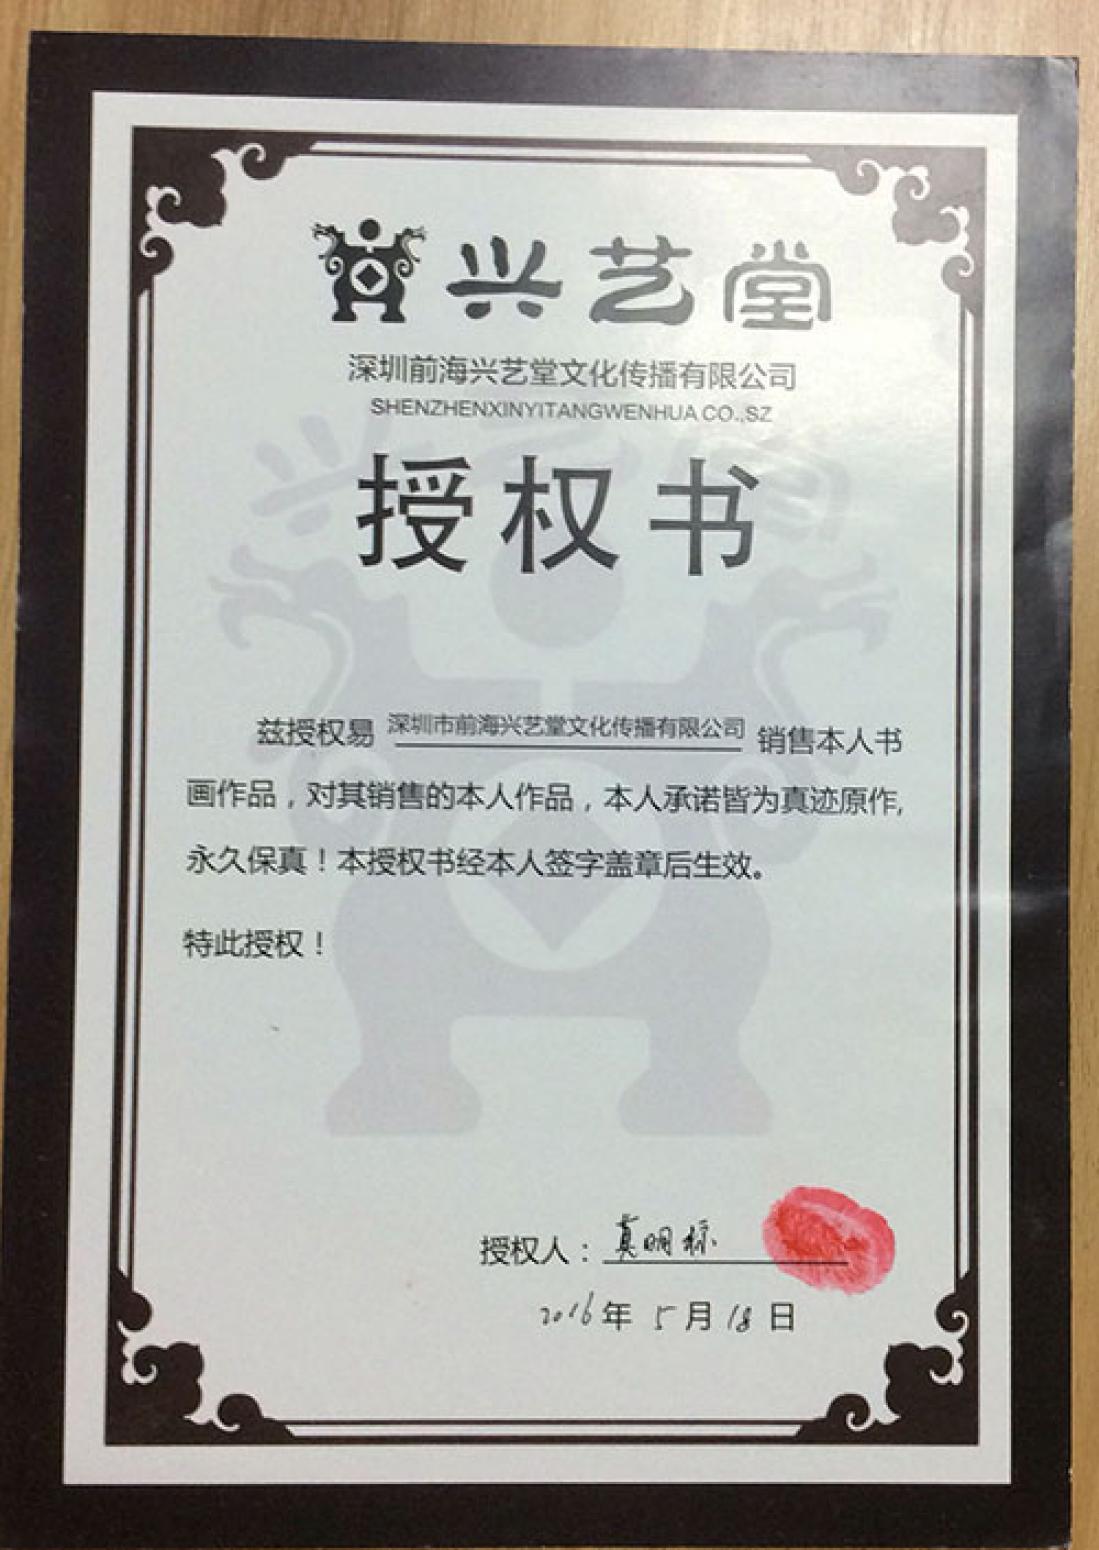 兴艺堂
深圳前海兴艺堂文化传播有限公司
SHENZHENXINYITANGWENHUA CO.,SZ
授权书
兹授权易 深圳市前海兴艺堂文化传播有限公司 销售本人书
画作品，对其销售的本人作品，本人承诺皆为真迹原作,
永久保真！本授权书经本人签字盖章后生效。
特此授权！
授权人：真明标
2016年 5 月 18 日